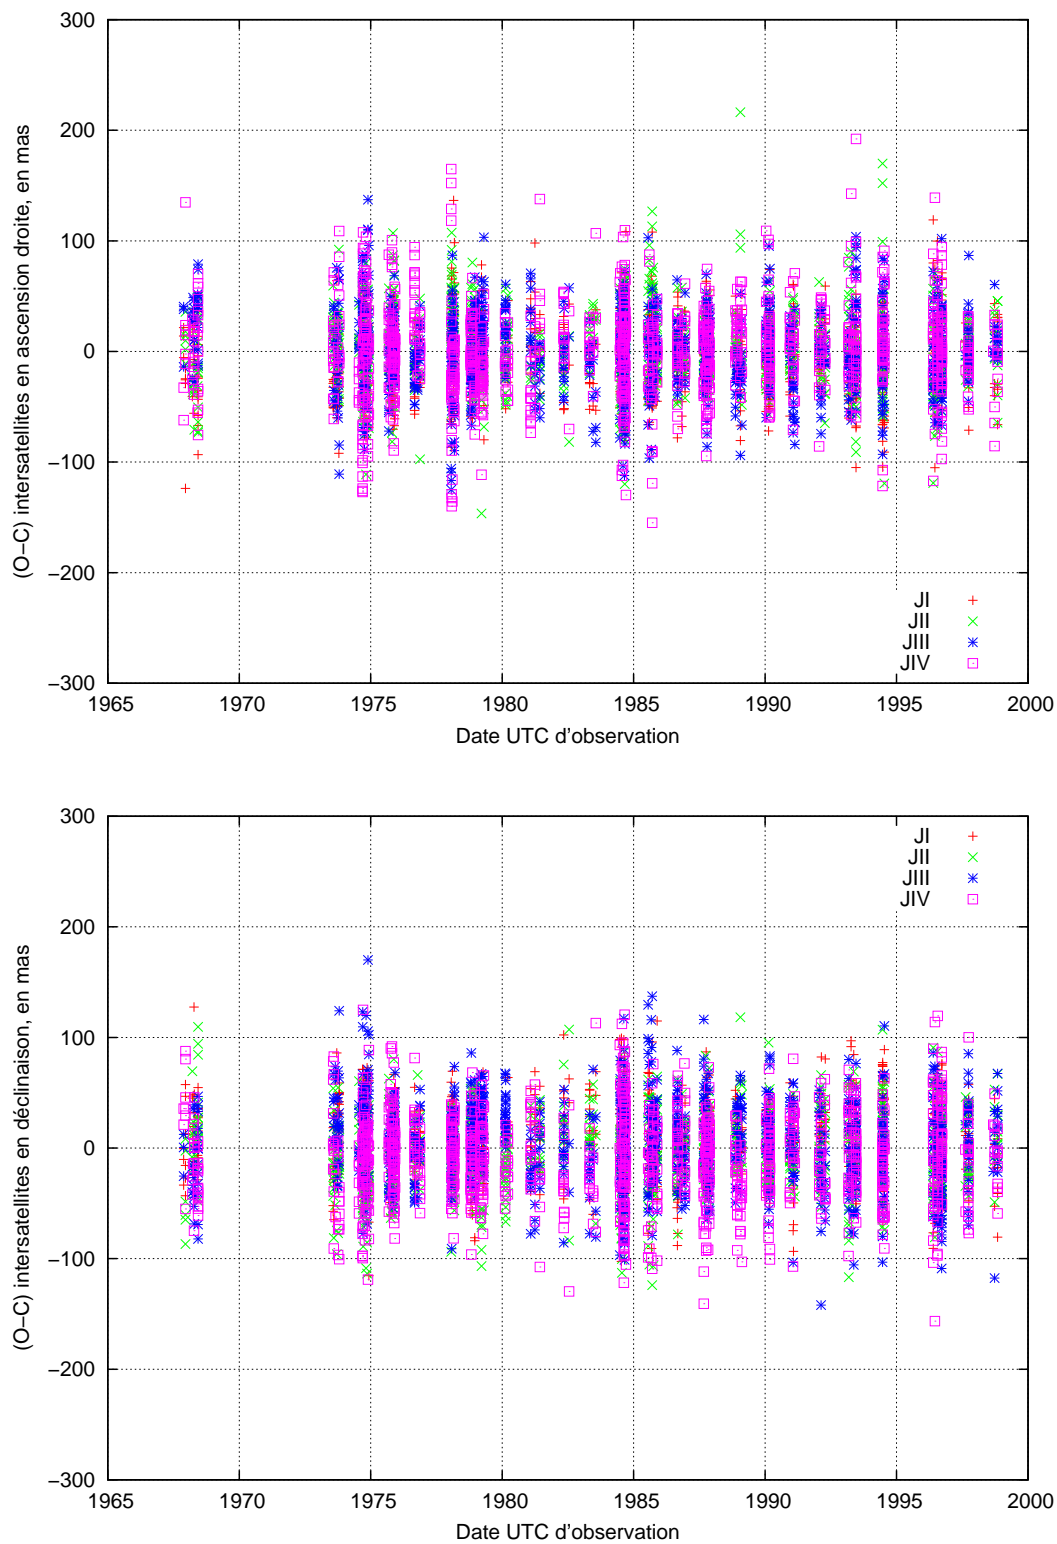 300
200
100
0
−100
−200
−300
(O−C) intersatellites en ascension droite, en mas
JI
JII
JIII
JIV
1965 1970 1975 1980 1985 1990 1995 2000
Date UTC d'observation
300
200
100
0
−100
−200
−300
(O−C) intersatellites en déclinaison, en mas
JI
JII
JIII
JIV
1965 1970 1975 1980 1985 1990 1995 2000
Date UTC d'observation